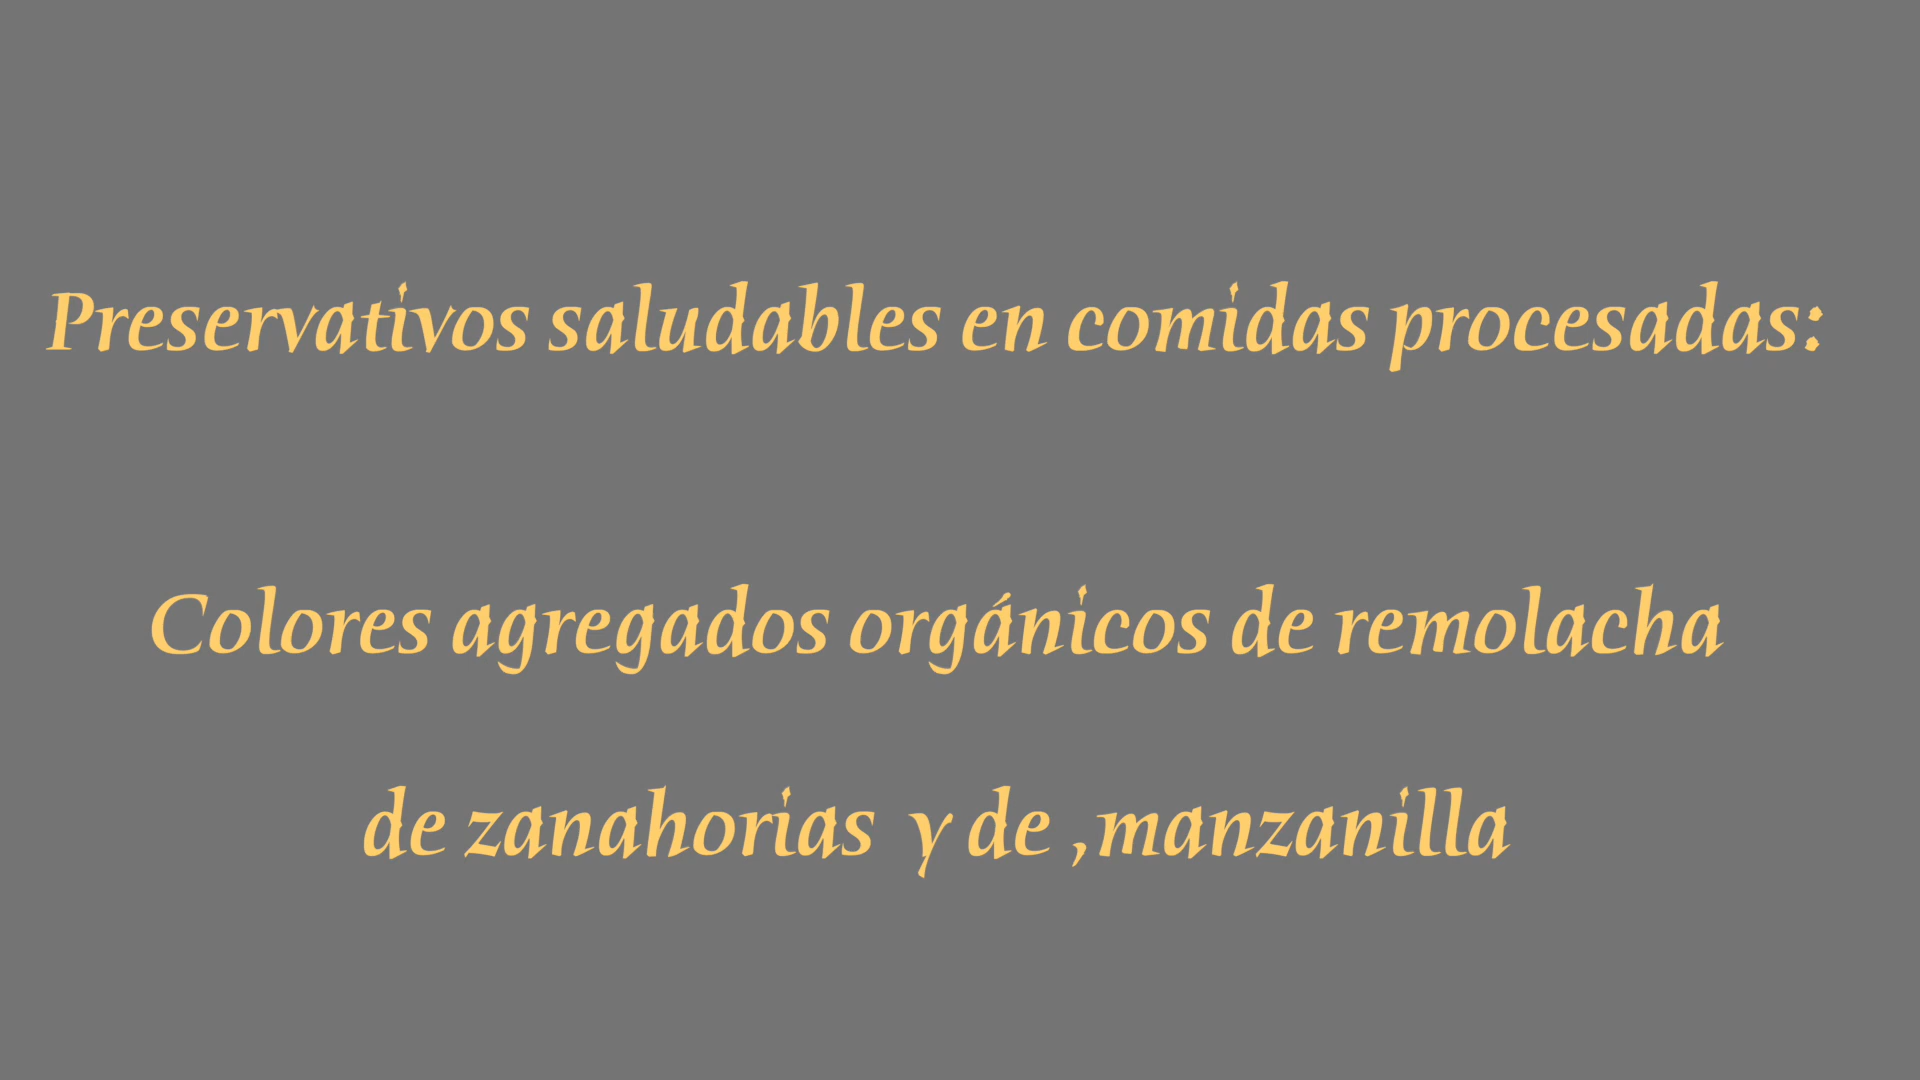 Preservativos saludables en comidas procesadas:
Colores agregados orgánicos de remolacha
de zanahorias  y de ,manzanilla